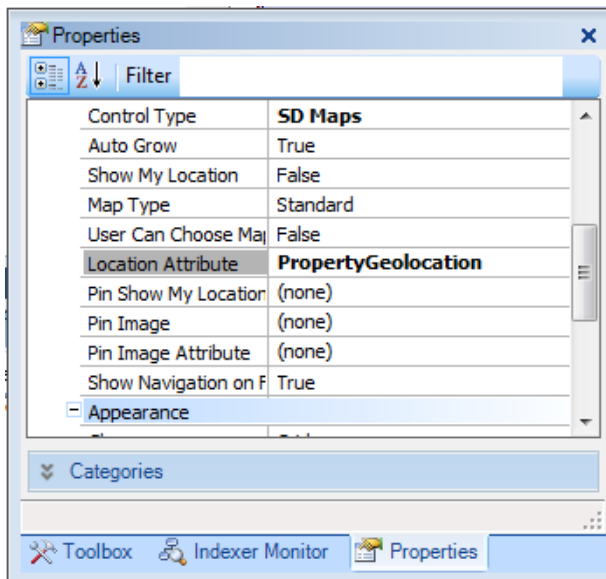 Properties
Filter
Control Type SD Maps
Auto Grow True
Show My Location False
Map Type Standard
User Can Choose Map False
Location Attribute PropertyGeolocation
Pin Show My Location (none)
Pin Image (none)
Pin Image Attribute (none)
Show Navigation on F True
Appearance
Categories
Toolbox Indexer Monitor Properties